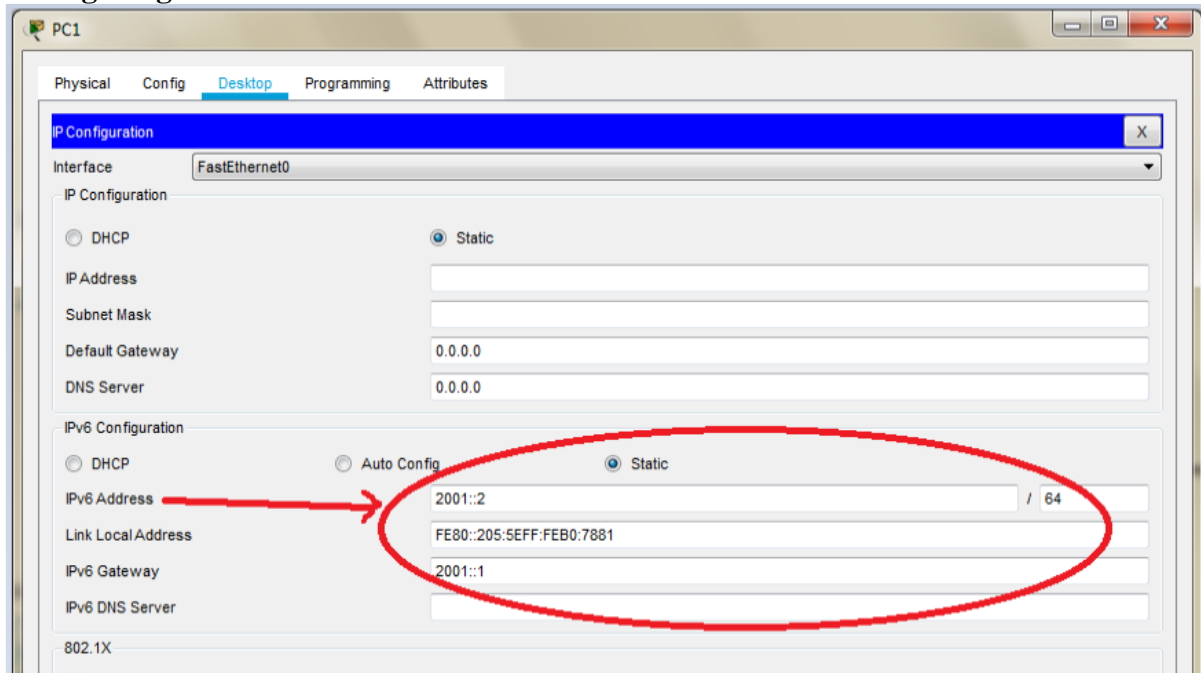 PC1
Physical Config Desktop Programming Attributes
IP Configuration X
Interface FastEthernet0
IP Configuration
DHCP Static
IP Address
Subnet Mask
Default Gateway 0.0.0.0
DNS Server 0.0.0.0
IPv6 Configuration
DHCP Auto Config Static
IPv6 Address 2001::2 / 64
Link Local Address FE80::205:5EFF:FEB0:7881
IPv6 Gateway 2001::1
IPv6 DNS Server
802.1X